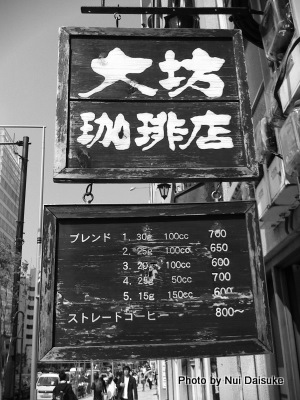 大坊
珈琲店
ブレンド 1. 30g 100cc 700
2. 25g 100cc 650
3. 20g 100cc 600
4. 25g 50cc 700
5. 15g 150cc 600
ストレートコーヒー 800〜
Photo by Nui Daisuke